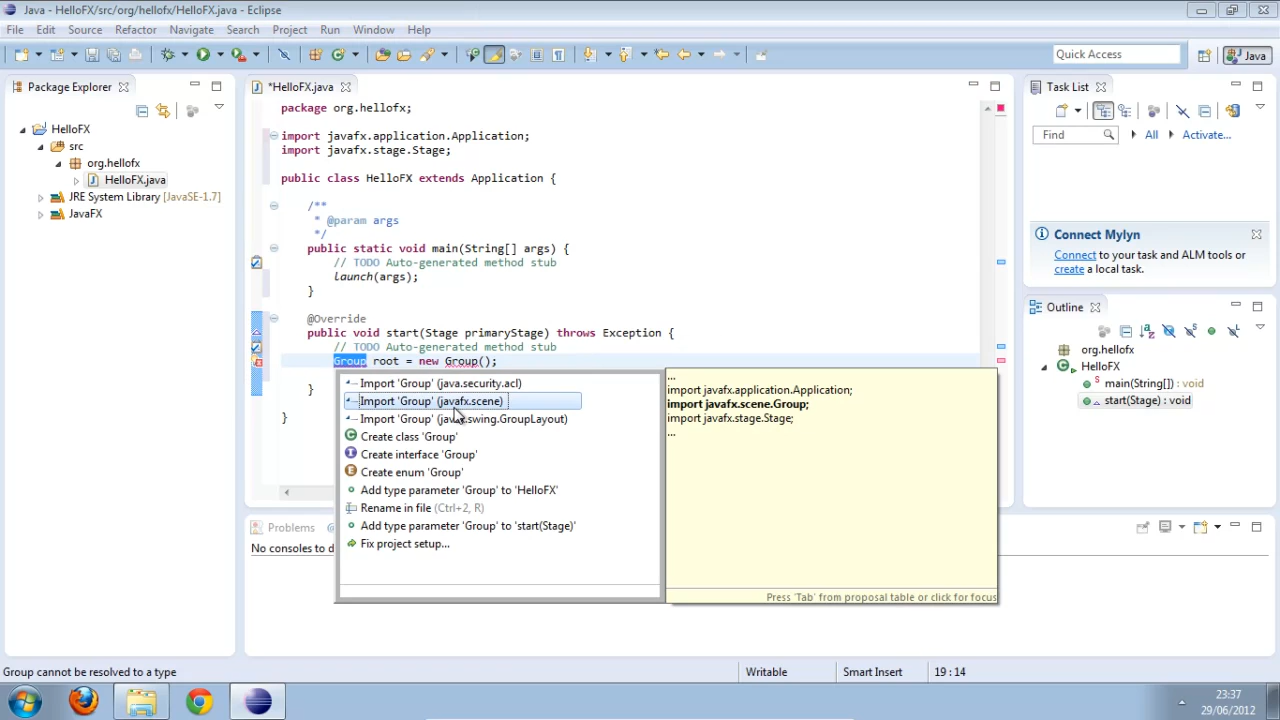 Java - HelloFX/src/org/hellofx/HelloFX.java - Eclipse
File Edit Source Refactor Navigate Search Project Run Window Help
Quick Access
Java
Package Explorer
HelloFX
src
org.hellofx
HelloFX.java
JRE System Library [JavaSE-1.7]
JavaFX
*HelloFX.java
package org.hellofx;
import javafx.application.Application;
import javafx.stage.Stage;
public class HelloFX extends Application {
/**
* @param args
*/
public static void main(String[] args) {
// TODO Auto-generated method stub
launch(args);
}
@Override
public void start(Stage primaryStage) throws Exception {
// TODO Auto-generated method stub
Group root = new Group();
}
}
Import 'Group' (java.security.acl)
Import 'Group' (javafx.scene)
Import 'Group' (swing.GroupLayout)
Create class 'Group'
Create interface 'Group'
Create enum 'Group'
Add type parameter 'Group' to 'HelloFX'
Rename in file (Ctrl+2, R)
Add type parameter 'Group' to 'start(Stage)'
Fix project setup...
...
import javafx.application.Application;
import javafx.scene.Group;
import javafx.stage.Stage;
...
Press 'Tab' from proposal table or click for focus
Task List
Find
All
Activate...
Connect Mylyn
Connect to your task and ALM tools or
create a local task.
Outline
org.hellofx
HelloFX
main(String[]) : void
start(Stage) : void
Problems
@
No consoles to d
Group cannot be resolved to a type
Writable
Smart Insert
19 : 14
23:37
29/06/2012